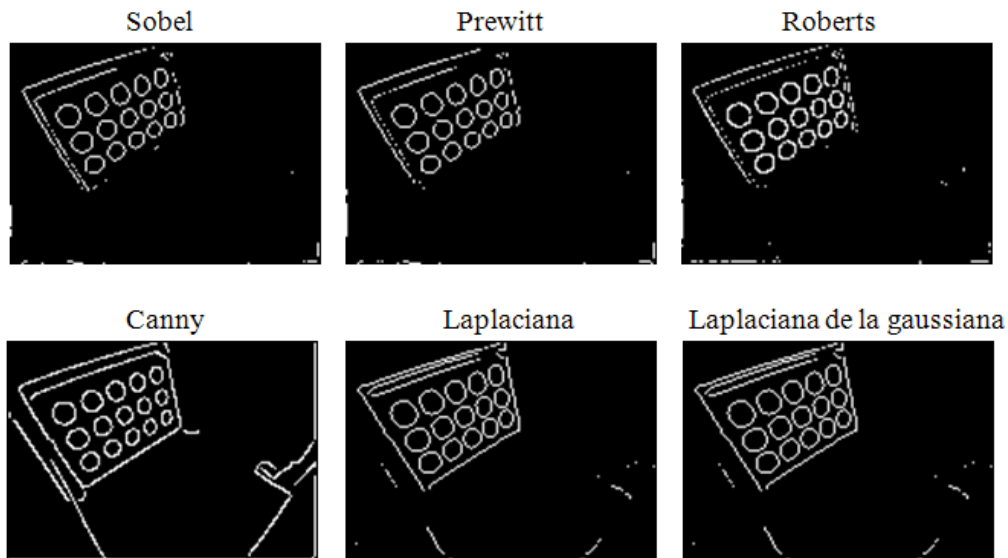 Sobel
Prewitt
Roberts
Canny
Laplaciana
Laplaciana de la gaussiana